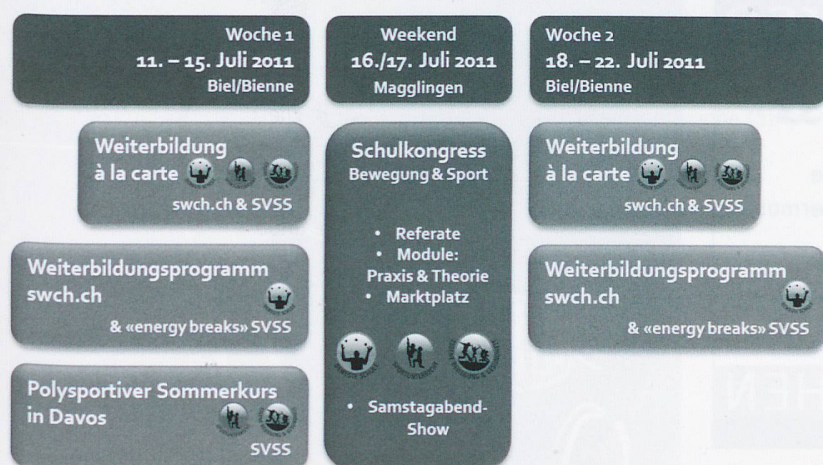 Woche 1
11. – 15. Juli 2011
Biel/Bienne
Weekend
16./17. Juli 2011
Magglingen
Woche 2
18. – 22. Juli 2011
Biel/Bienne
Weiterbildung
à la carte
swch.ch & SVSS
Weiterbildungsprogramm
swch.ch
& «energy breaks» SVSS
Polysportiver Sommerkurs
in Davos
SVSS
Schulkongress
Bewegung & Sport
• Referate
• Module:
Praxis & Theorie
• Marktplatz
• Samstagabend-
Show
Weiterbildung
à la carte
swch.ch & SVSS
Weiterbildungsprogramm
swch.ch
& «energy breaks» SVSS